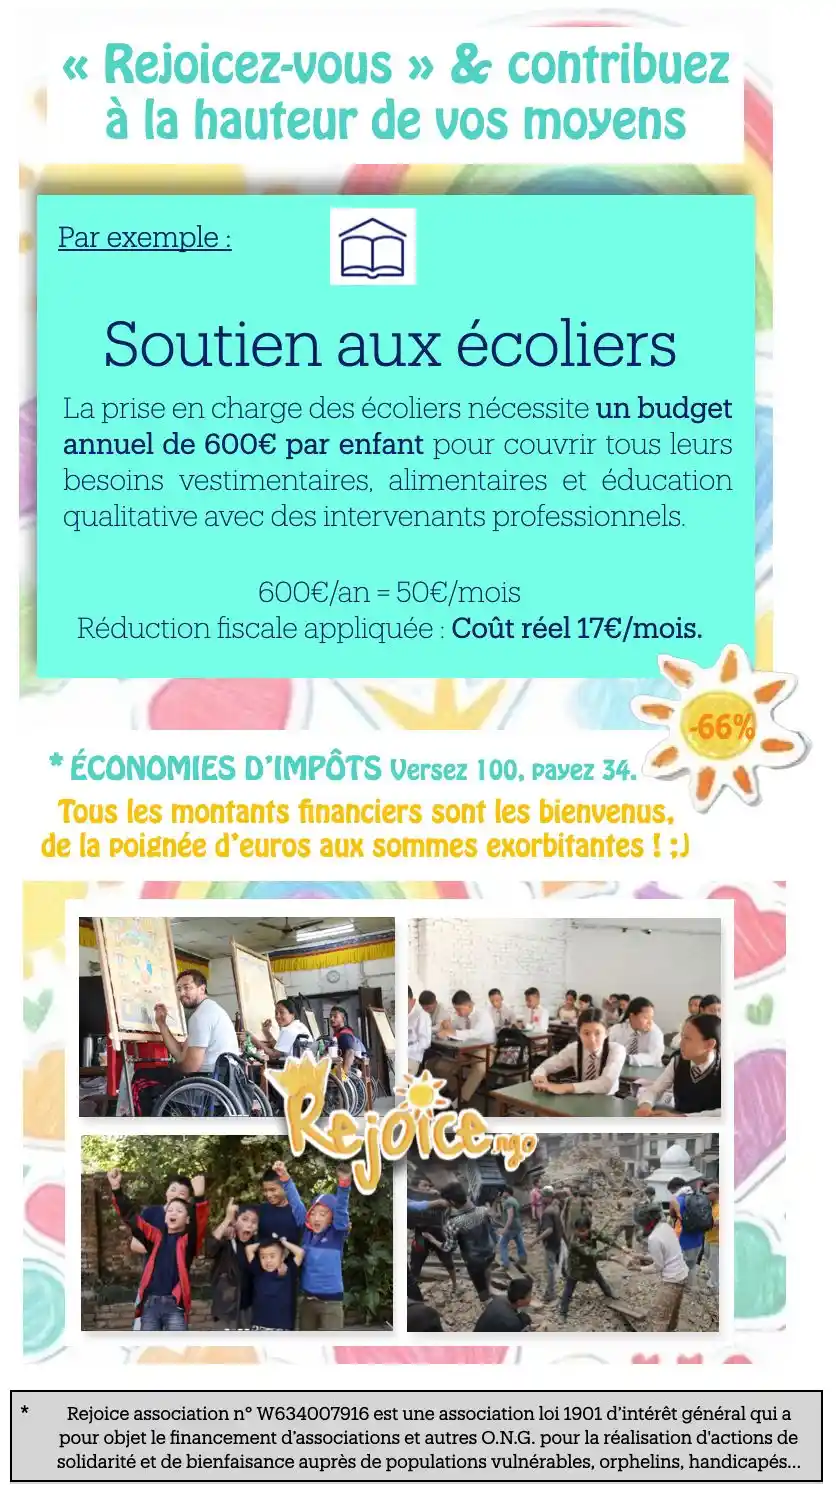 « Rejoicez-vous » & contribuez
à la hauteur de vos moyens
Par exemple :
Soutien aux écoliers
La prise en charge des écoliers nécessite un budget
annuel de 600€ par enfant pour couvrir tous leurs
besoins vestimentaires, alimentaires et éducation
qualitative avec des intervenants professionnels.
600€/an = 50€/mois
Réduction fiscale appliquée : Coût réel 17€/mois.
-66%
* ÉCONOMIES D'IMPÔTS Versez 100, payez 34.
Tous les montants financiers sont les bienvenus,
de la poignée d'euros aux sommes exorbitantes ! ;)
Rejoice.ngo
* Rejoice association n° W634007916 est une association loi 1901 d'intérêt général qui a
pour objet le financement d'associations et autres O.N.G. pour la réalisation d'actions de
solidarité et de bienfaisance auprès de populations vulnérables, orphelins, handicapés...